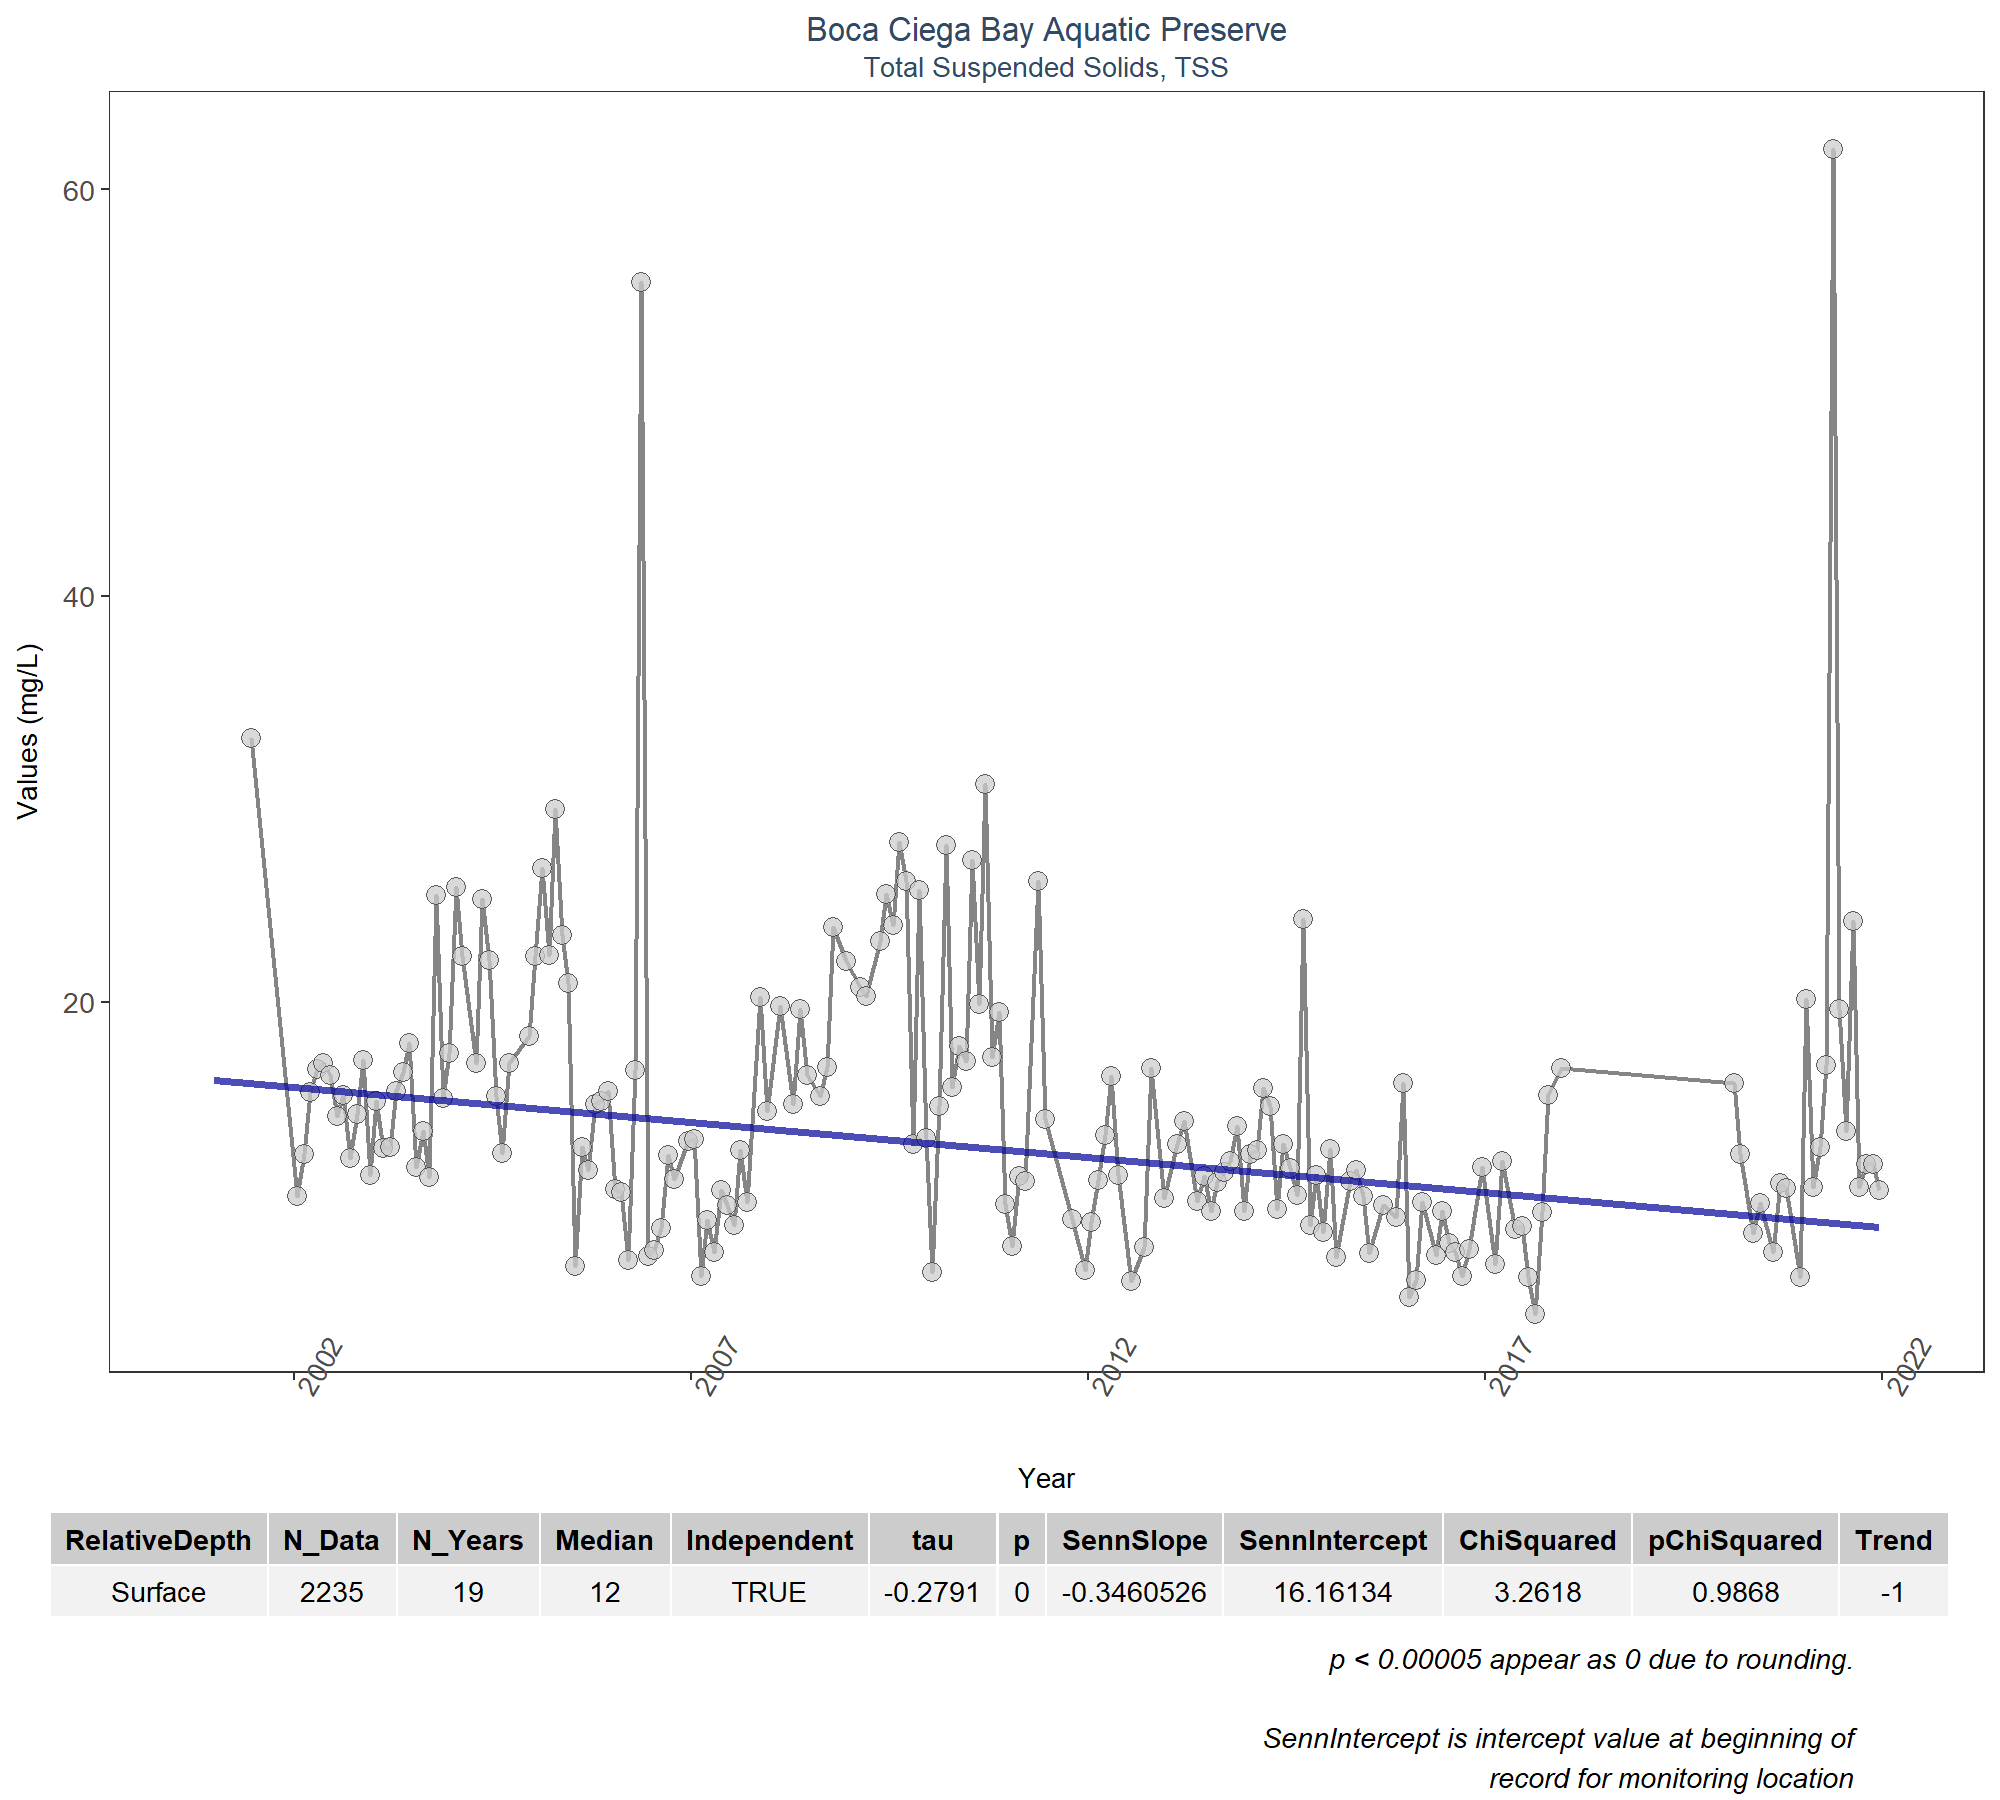 Boca Ciega Bay Aquatic Preserve
Total Suspended Solids, TSS
60
40
20
Values (mg/L)
2002 2007 2012 2017 2022
Year
RelativeDepth N_Data N_Years Median Independent tau p SennSlope SennIntercept ChiSquared pChiSquared Trend
Surface 2235 19 12 TRUE -0.2791 0 -0.3460526 16.16134 3.2618 0.9868 -1
p < 0.00005 appear as 0 due to rounding.
SennIntercept is intercept value at beginning of
record for monitoring location